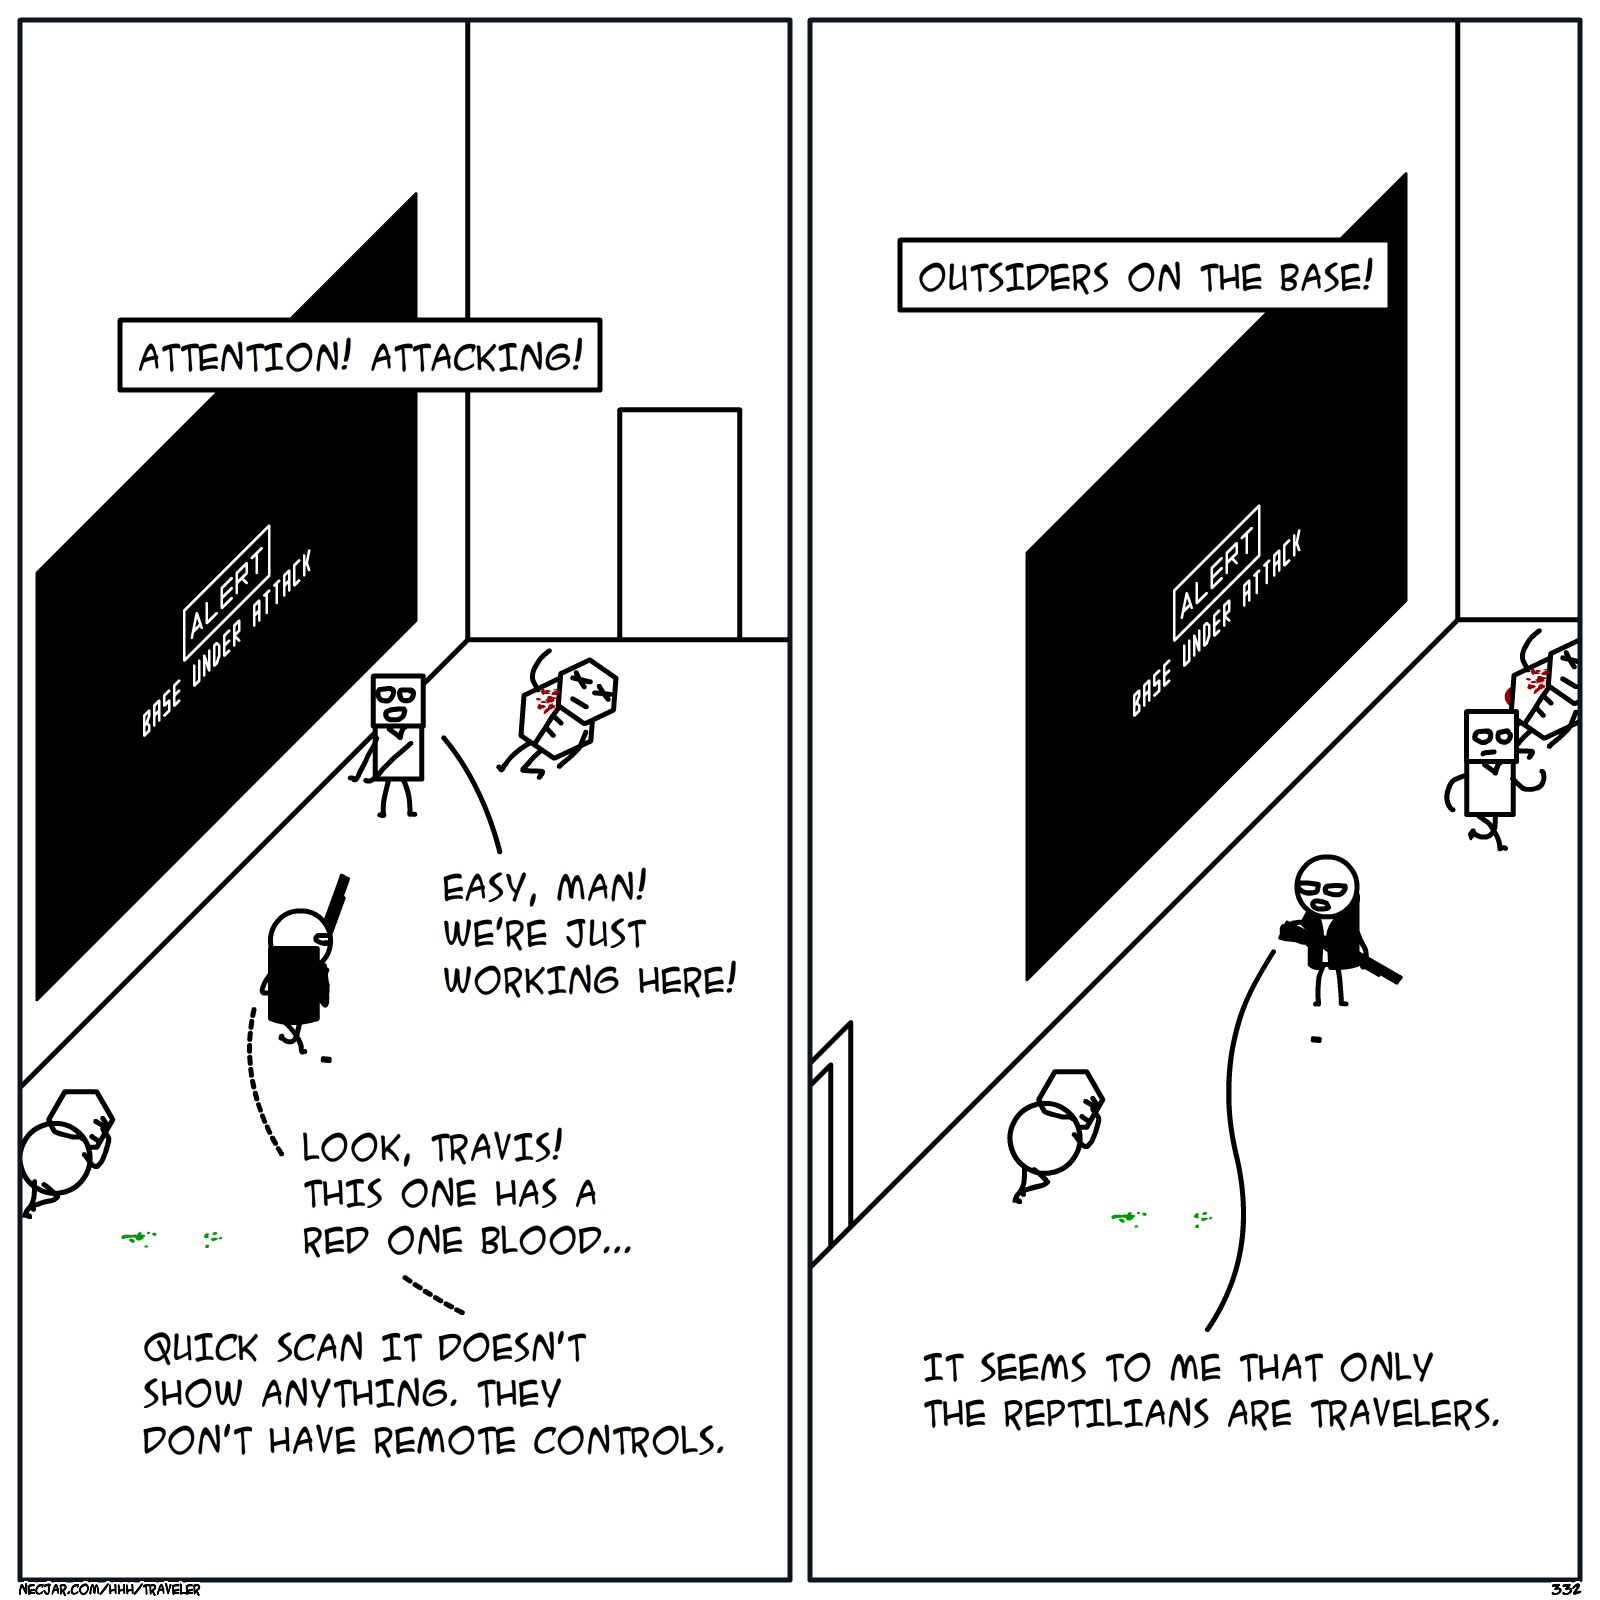 ATTENTION! ATTACKING!
ALERT
BASE UNDER ATTACK
EASY, MAN!
WE'RE JUST
WORKING HERE!
LOOK, TRAVIS!
THIS ONE HAS A
RED ONE BLOOD...
QUICK SCAN IT DOESN'T
SHOW ANYTHING. THEY
DON'T HAVE REMOTE CONTROLS.
OUTSIDERS ON THE BASE!
ALERT
BASE UNDER ATTACK
IT SEEMS TO ME THAT ONLY
THE REPTILIANS ARE TRAVELERS.
NECJAR.COM/HHH/TRAVELER
332